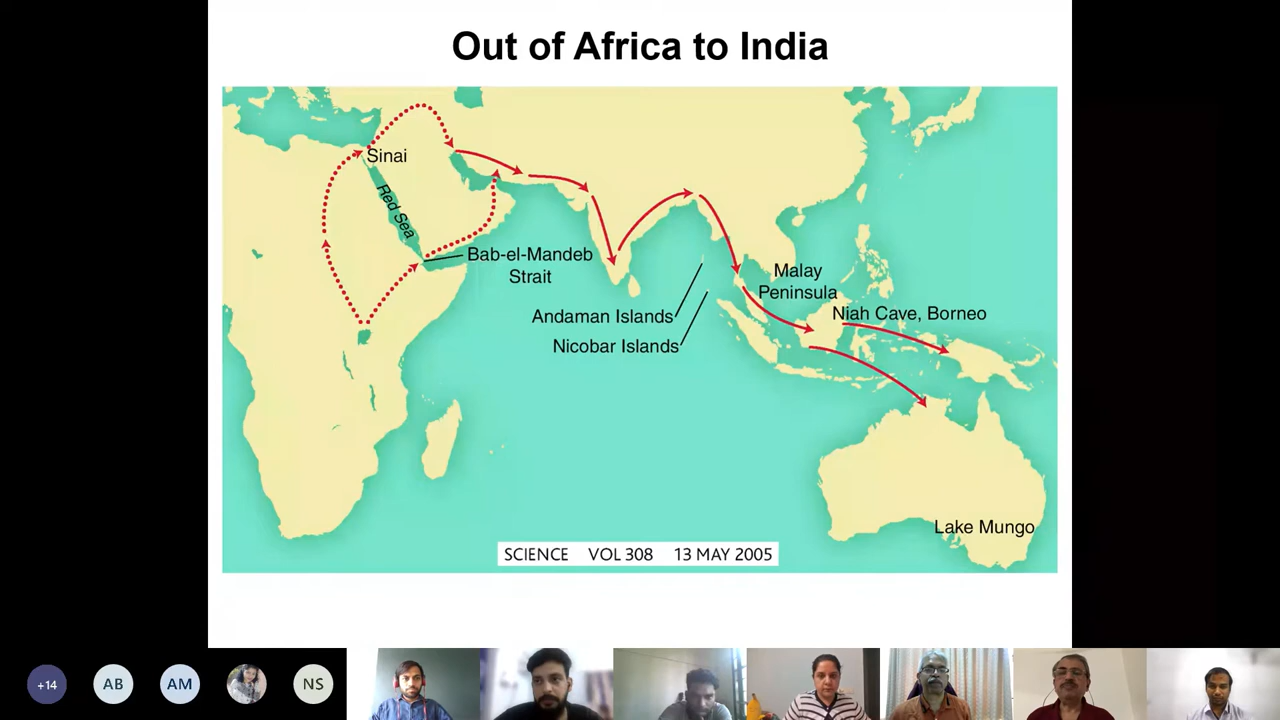 Out of Africa to India
Sinai
Red Sea
Bab-el-Mandeb
Strait
Malay
Peninsula
Andaman Islands
Niah Cave, Borneo
Nicobar Islands
Lake Mungo
SCIENCE VOL 308 13 MAY 2005
+14
AB
AM
NS